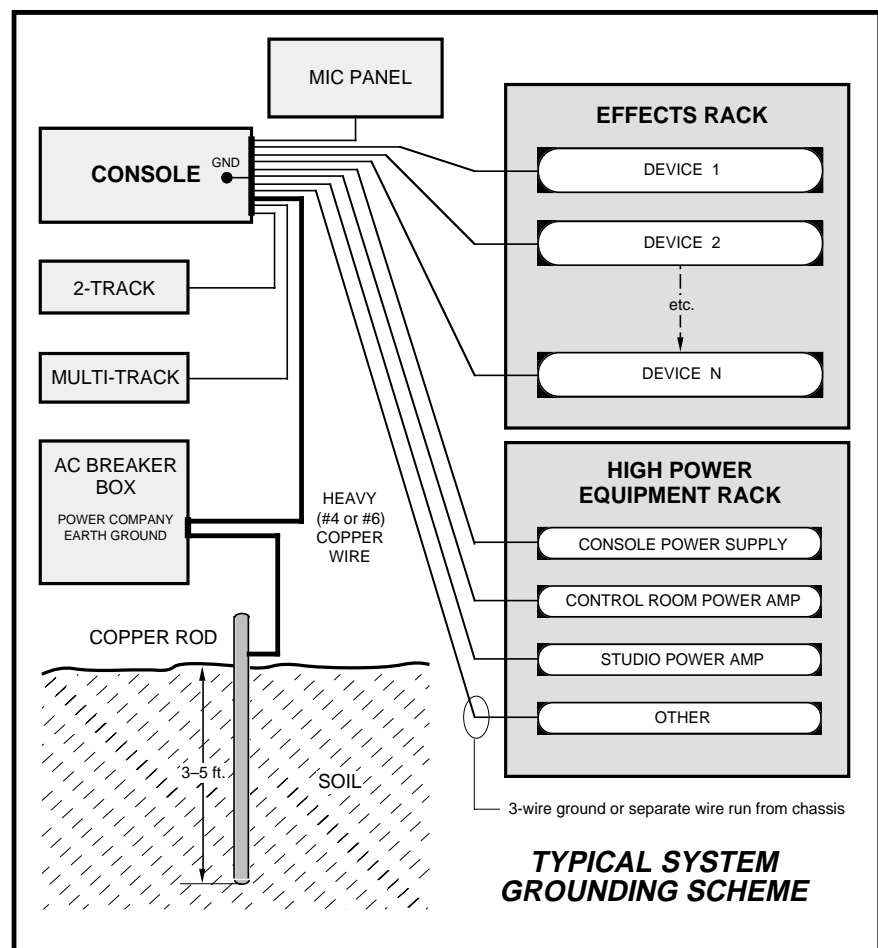 MIC PANEL
CONSOLE
GND
2-TRACK
MULTI-TRACK
AC BREAKER
BOX
POWER COMPANY
EARTH GROUND
HEAVY
(#4 or #6)
COPPER
WIRE
COPPER ROD
3–5 ft.
SOIL
EFFECTS RACK
DEVICE 1
DEVICE 2
etc.
DEVICE N
HIGH POWER
EQUIPMENT RACK
CONSOLE POWER SUPPLY
CONTROL ROOM POWER AMP
STUDIO POWER AMP
OTHER
3-wire ground or separate wire run from chassis
TYPICAL SYSTEM
GROUNDING SCHEME